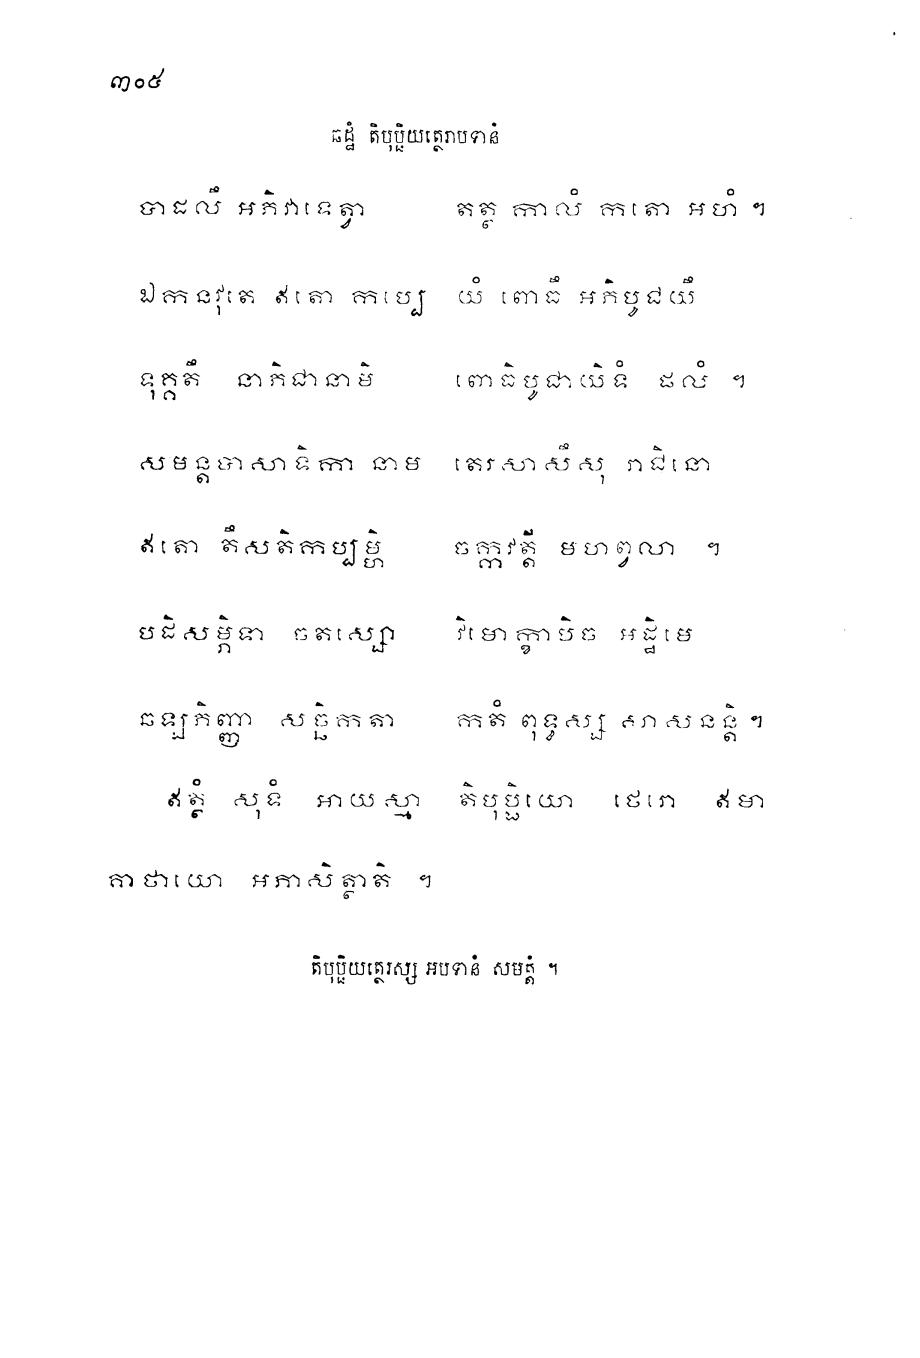 ៣០៥
ឆដ្ឋំ តិបុប្ផិយត្ថេរាបទានំ
បាដលឹ អភិវាទេត្វា តត្ថ កាលំ កតោ អហំ ។
ឯកនវុតេ ឥតោ កប្បេ យំ ពោធឹ អភិបូជយឹ
ទុគ្គតឹ នាភិជានាមិ ពោធិបូជាយិទំ ផលំ ។
សមន្តបាសាទិកា នាម តេរសាសឹសុ រាជិនោ
ឥតោ តឹសតិកប្បម្ហិ ចក្កវត្តី មហព្វលា ។
បដិសម្ភិទា ចតស្សោ វិមោក្ខាបិច អដ្ឋិមេ
ឆឡភិញ្ញា សច្ឆិកតា កតំ ពុទ្ធស្ស សាសនន្តិ ។
ឥត្ថំ សុទំ អាយស្មា តិបុប្ផិយោ ថេរោ ឥមា
គាថាយោ អភាសិត្ថាតិ ។
តិបុប្ផិយត្ថេរស្ស អបទានំ សមត្តំ ។